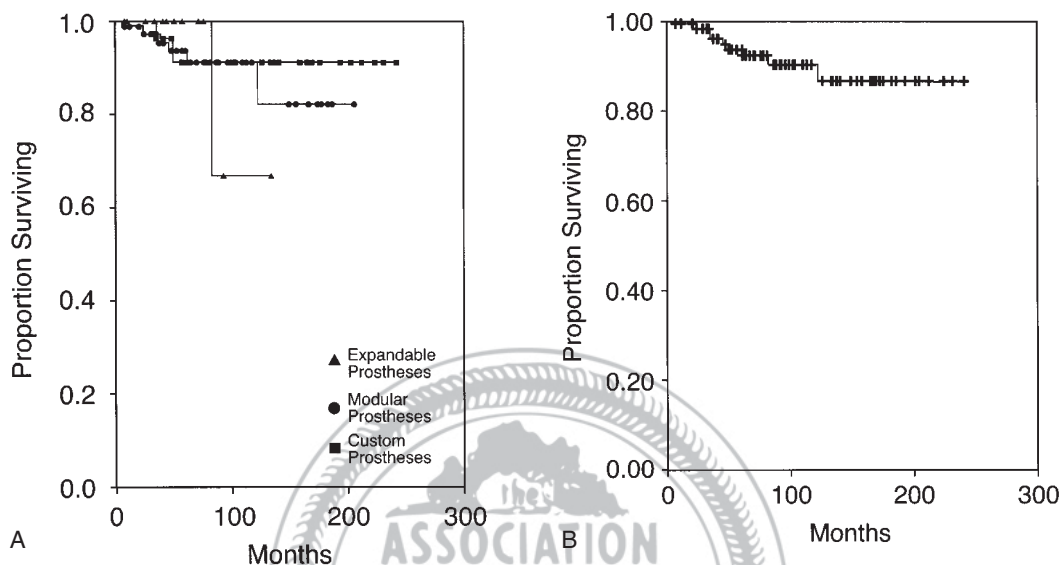 1.0
0.8
0.6
0.4
0.2
0.0
Proportion Surviving
Expandable
Prostheses
Modular
Prostheses
Custom
Prostheses
0 100 200 300
Months
A
1.00
0.80
0.60
0.40
0.20
0.00
Proportion Surviving
0 100 200 300
Months
B
the
ASSOCIATION